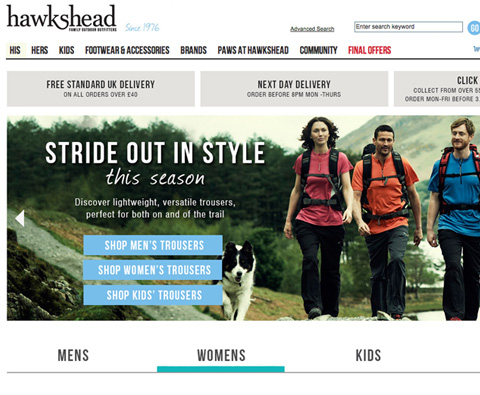 hawkshead
FAMILY OUTDOOR OUTFITTERS
Since 1976
Advanced Search
Enter search keyword
GO
HIS HERS KIDS FOOTWEAR & ACCESSORIES BRANDS PAWS AT HAWKSHEAD COMMUNITY FINAL OFFERS
FREE STANDARD UK DELIVERY
ON ALL ORDERS OVER £40
NEXT DAY DELIVERY
ORDER BEFORE 8PM MON -THURS
CLICK
COLLECT FROM OVER 55
ORDER MON-FRI BEFORE 3.
STRIDE OUT IN STYLE
this season
Discover lightweight, versatile trousers,
perfect for both on and of the trail
SHOP MEN'S TROUSERS
SHOP WOMEN'S TROUSERS
SHOP KIDS' TROUSERS
MENS WOMENS KIDS